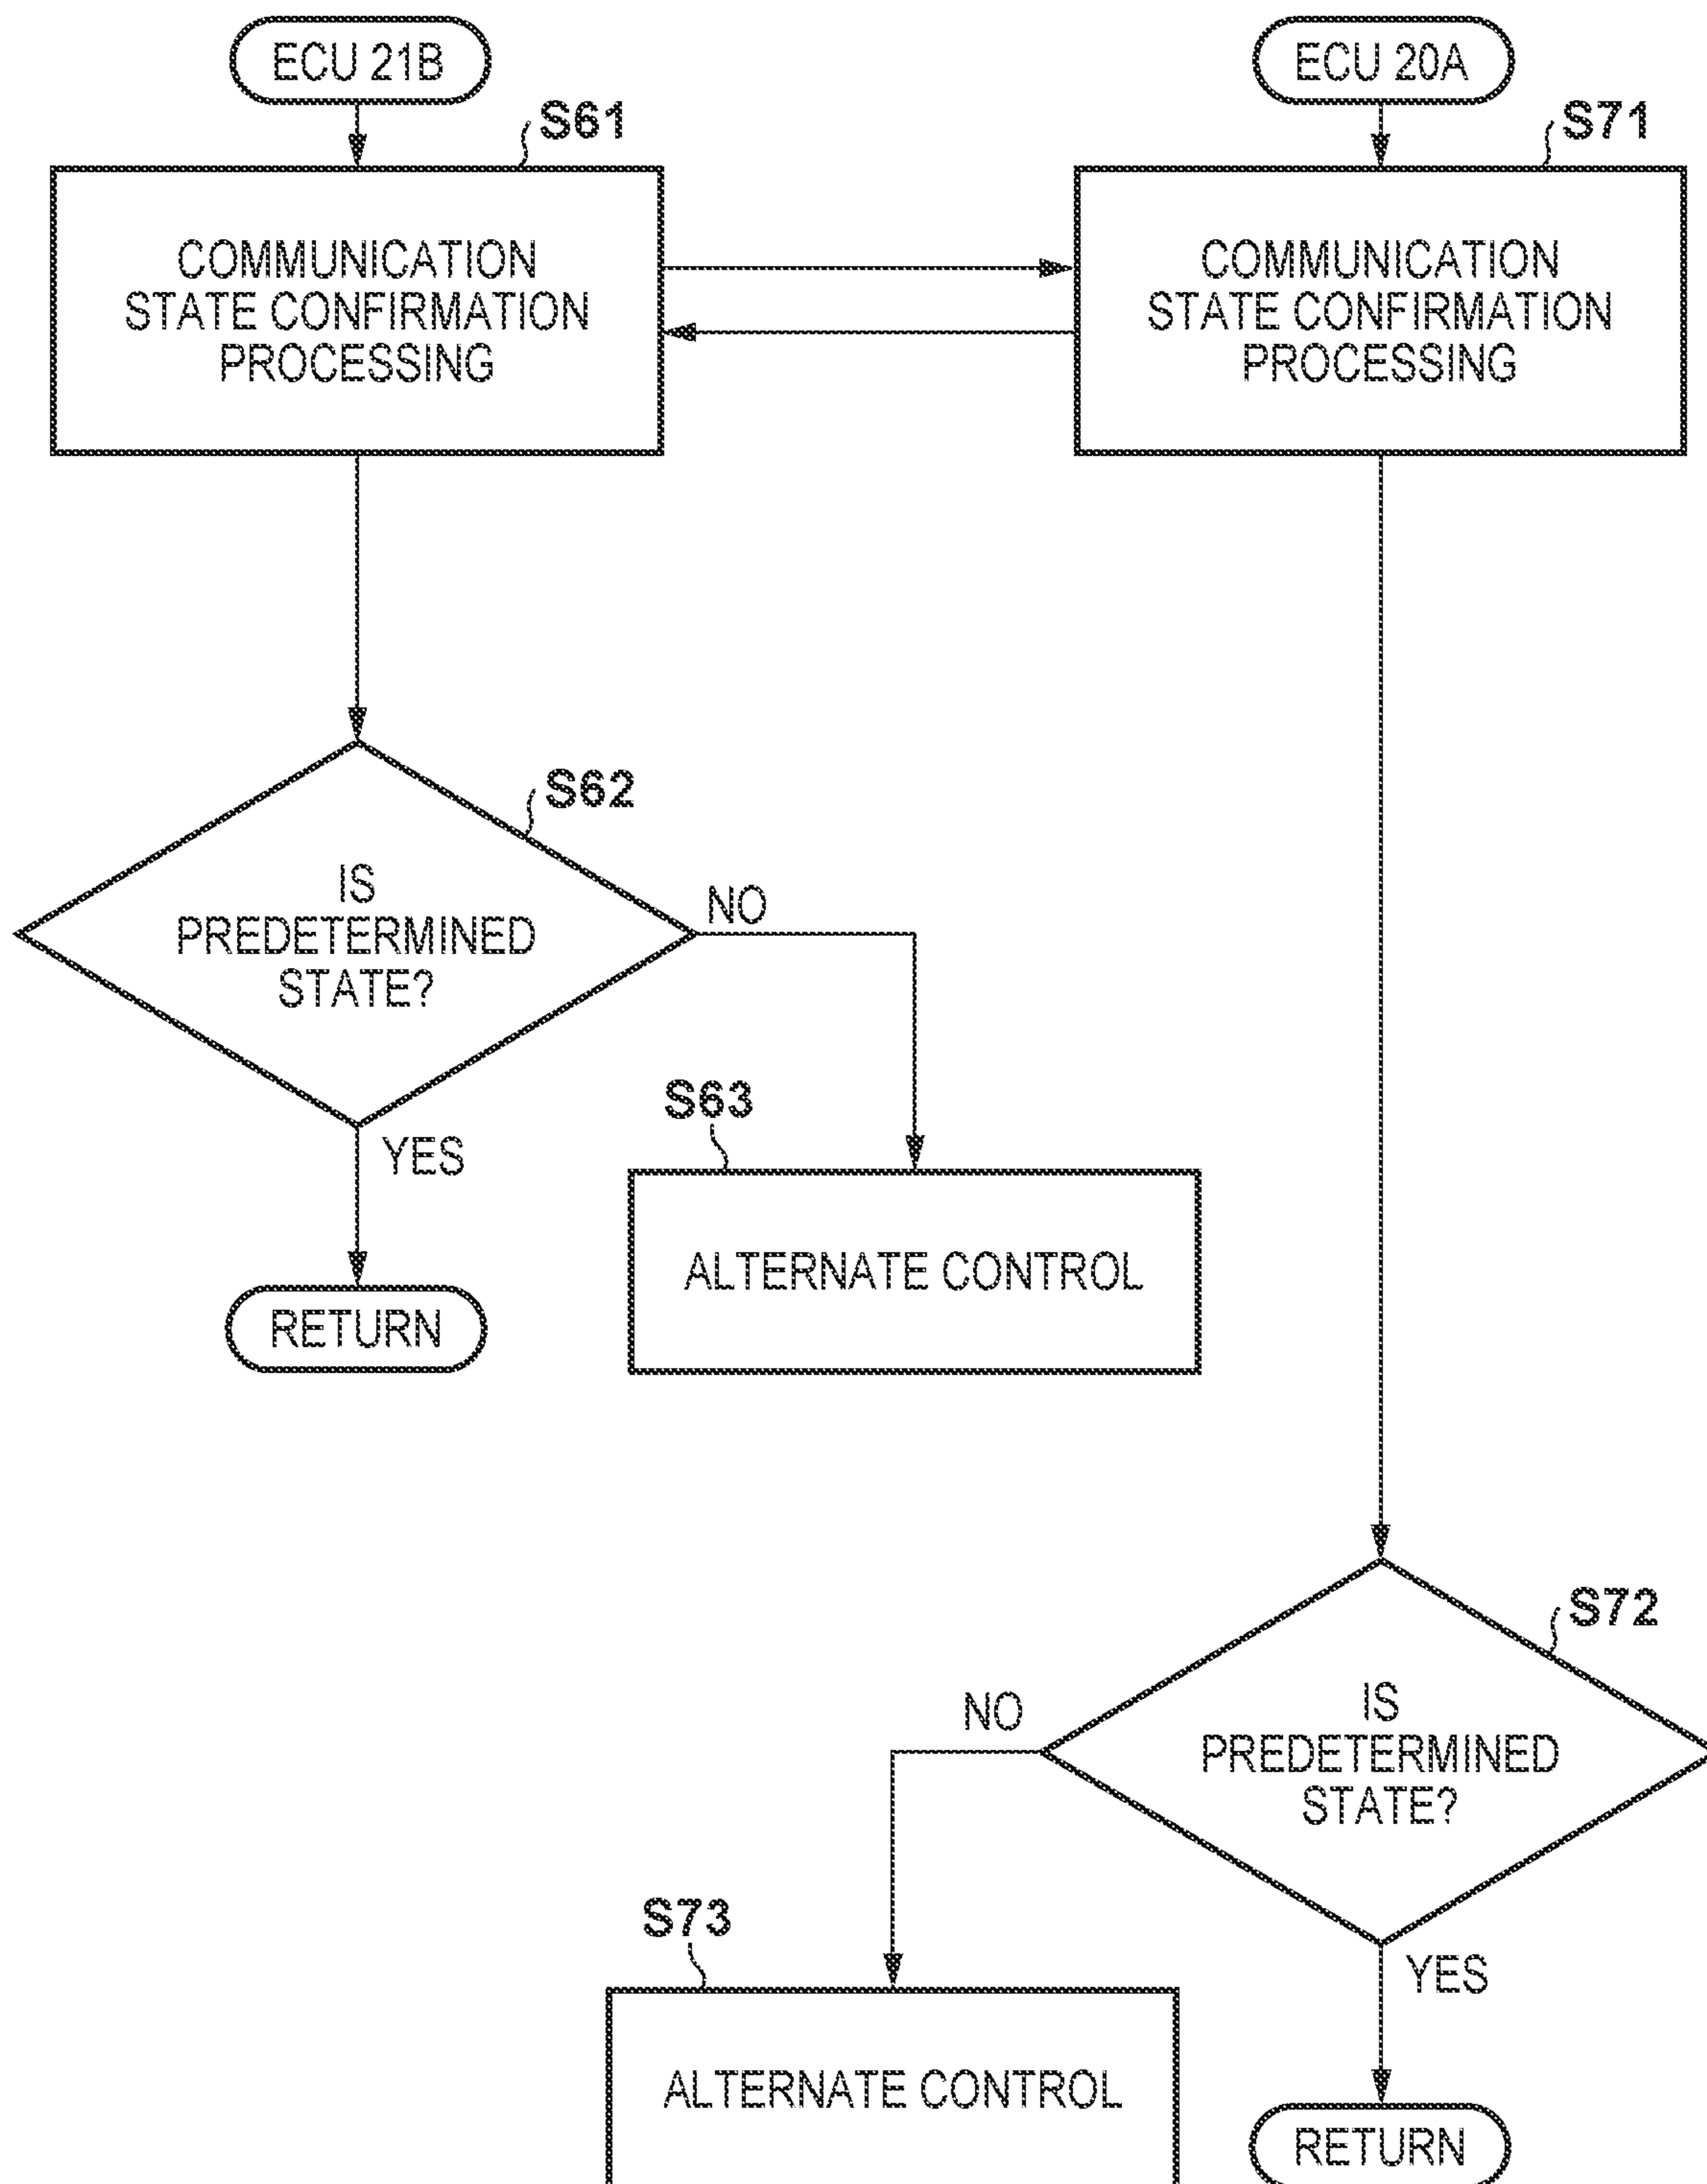 ECU 21B
ECU 20A
S61
S71
COMMUNICATION
STATE CONFIRMATION
PROCESSING
COMMUNICATION
STATE CONFIRMATION
PROCESSING
S62
IS
PREDETERMINED
STATE?
NO
YES
S63
ALTERNATE CONTROL
RETURN
S72
IS
PREDETERMINED
STATE?
NO
YES
S73
ALTERNATE CONTROL
RETURN